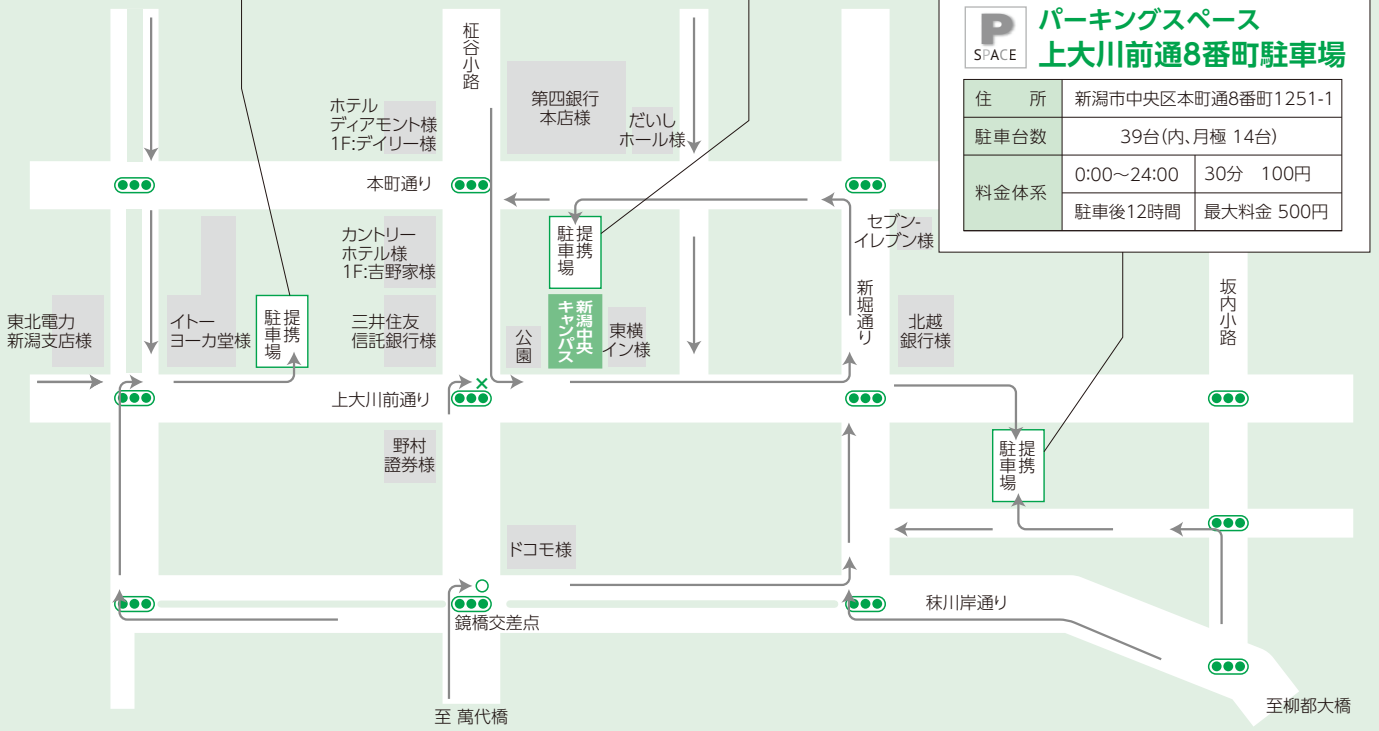 P
SPACE
パーキングスペース
上大川前通8番町駐車場
住 所
新潟市中央区本町通8番町1251-1
駐車台数
39台(内、月極 14台)
料金体系
0:00～24:00
30分 100円
駐車後12時間
最大料金 500円
柾谷小路
ホテル
ディアモント様
1F:デイリー様
第四銀行
本店様
だいし
ホール様
本町通り
カントリー
ホテル様
1F:吉野家様
提携
駐車場
セブン-
イレブン様
東北電力
新潟支店様
イトー
ヨーカ堂様
提携
駐車場
三井住友
信託銀行様
公園
新潟中央
キャンパス
東横
イン様
新堀通り
北越
銀行様
坂内小路
上大川前通り
野村
證券様
提携
駐車場
ドコモ様
秣川岸通り
鏡橋交差点
至 萬代橋
至柳都大橋